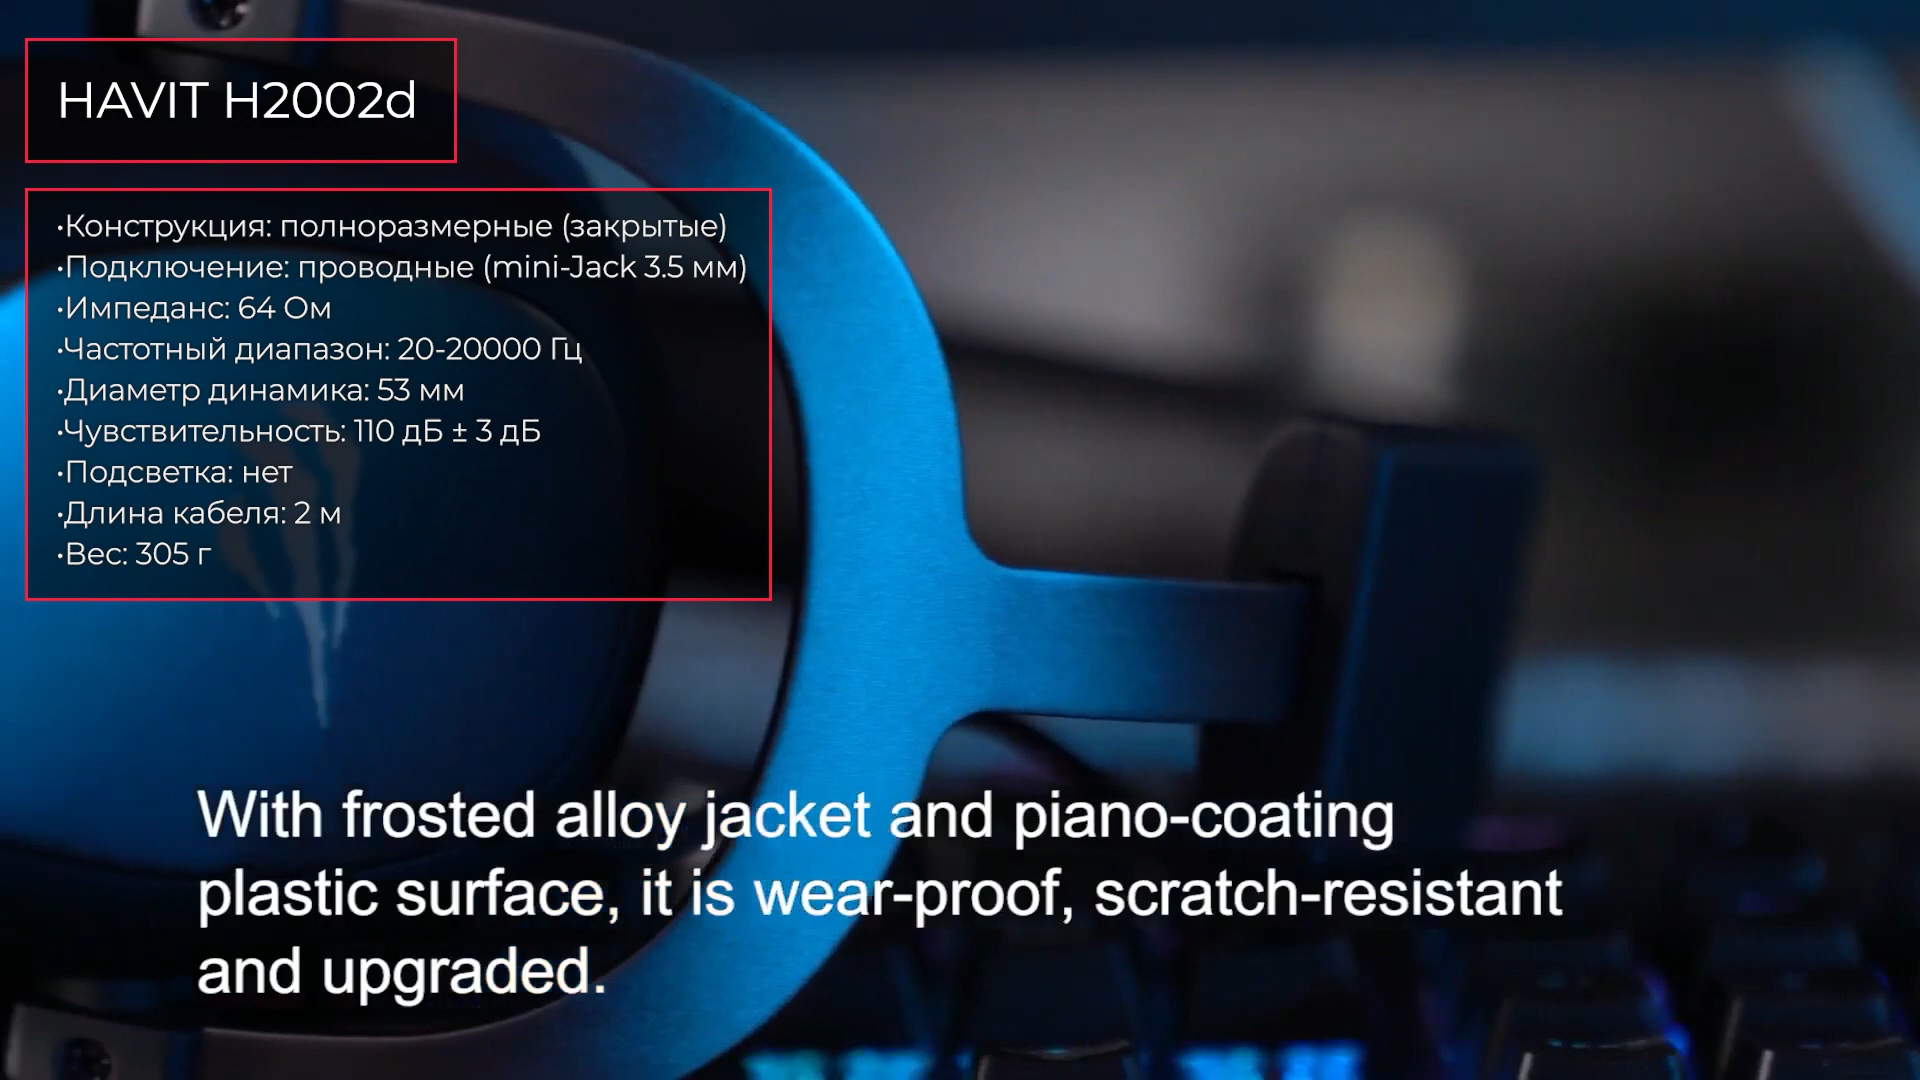 HAVIT H2002d
•Конструкция: полноразмерные (закрытые)
•Подключение: проводные (mini-Jack 3.5 мм)
•Импеданс: 64 Ом
•Частотный диапазон: 20-20000 Гц
•Диаметр динамика: 53 мм
•Чувствительность: 110 дБ ± 3 дБ
•Подсветка: нет
•Длина кабеля: 2 м
•Вес: 305 г
With frosted alloy jacket and piano-coating
plastic surface, it is wear-proof, scratch-resistant
and upgraded.